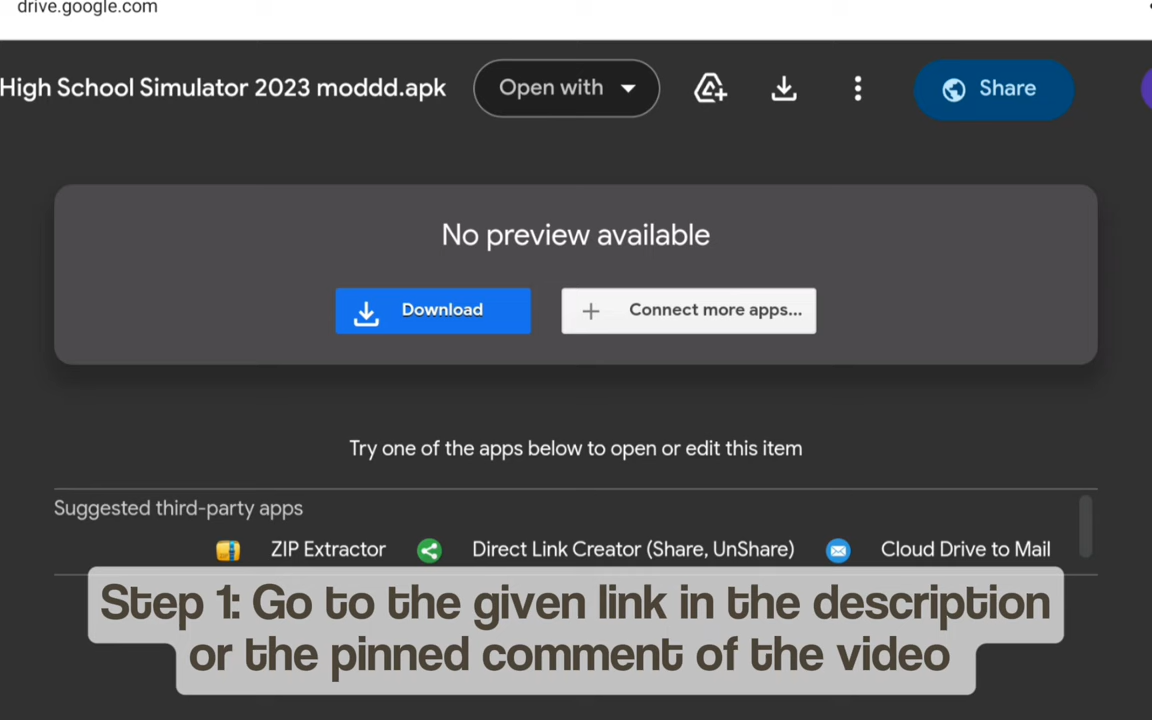 drive.google.com
High School Simulator 2023 moddd.apk
Open with
Share
No preview available
Download
Connect more apps...
Try one of the apps below to open or edit this item
Suggested third-party apps
ZIP Extractor
Direct Link Creator (Share, UnShare)
Cloud Drive to Mail
Step 1: Go to the given link in the description
or the pinned comment of the video